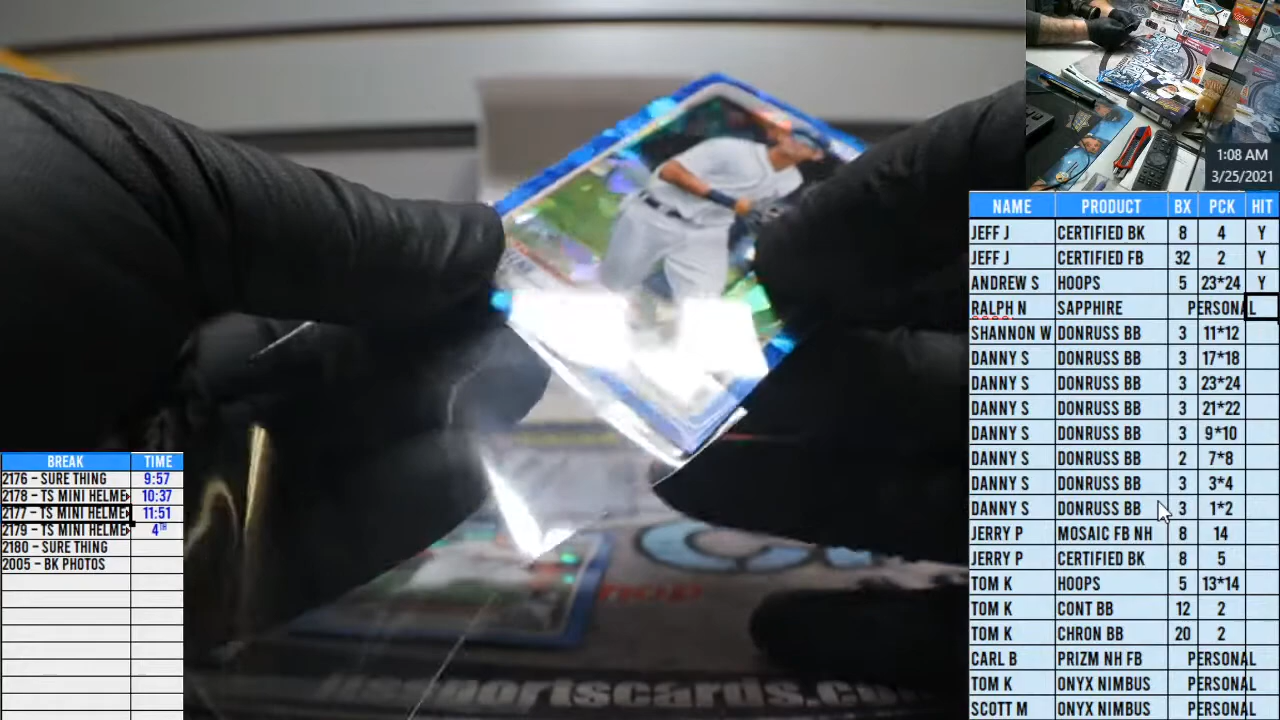 1:08 AM
3/25/2021
NAME PRODUCT BX PCK HIT
JEFF J CERTIFIED BK 8 4 Y
JEFF J CERTIFIED FB 32 2 Y
ANDREW S HOOPS 5 23*24 Y
RALPH N SAPPHIRE PERSONAL
SHANNON W DONRUSS BB 3 11*12
DANNY S DONRUSS BB 3 17*18
DANNY S DONRUSS BB 3 23*24
DANNY S DONRUSS BB 3 21*22
DANNY S DONRUSS BB 3 9*10
DANNY S DONRUSS BB 2 7*8
DANNY S DONRUSS BB 3 3*4
DANNY S DONRUSS BB 3 1*2
JERRY P MOSAIC FB NH 8 14
JERRY P CERTIFIED BK 8 5
TOM K HOOPS 5 13*14
TOM K CONT BB 12 2
TOM K CHRON BB 20 2
CARL B PRIZM NH FB PERSONAL
TOM K ONYX NIMBUS PERSONAL
SCOTT M ONYX NIMBUS PERSONAL
BREAK TIME
2176 - SURE THING 9:57
2178 - TS MINI HELME 10:37
2177 - TS MINI HELME 11:51
2179 - TS MINI HELME 4TH
2180 - SURE THING
2005 - BK PHOTOS
sportscards.co